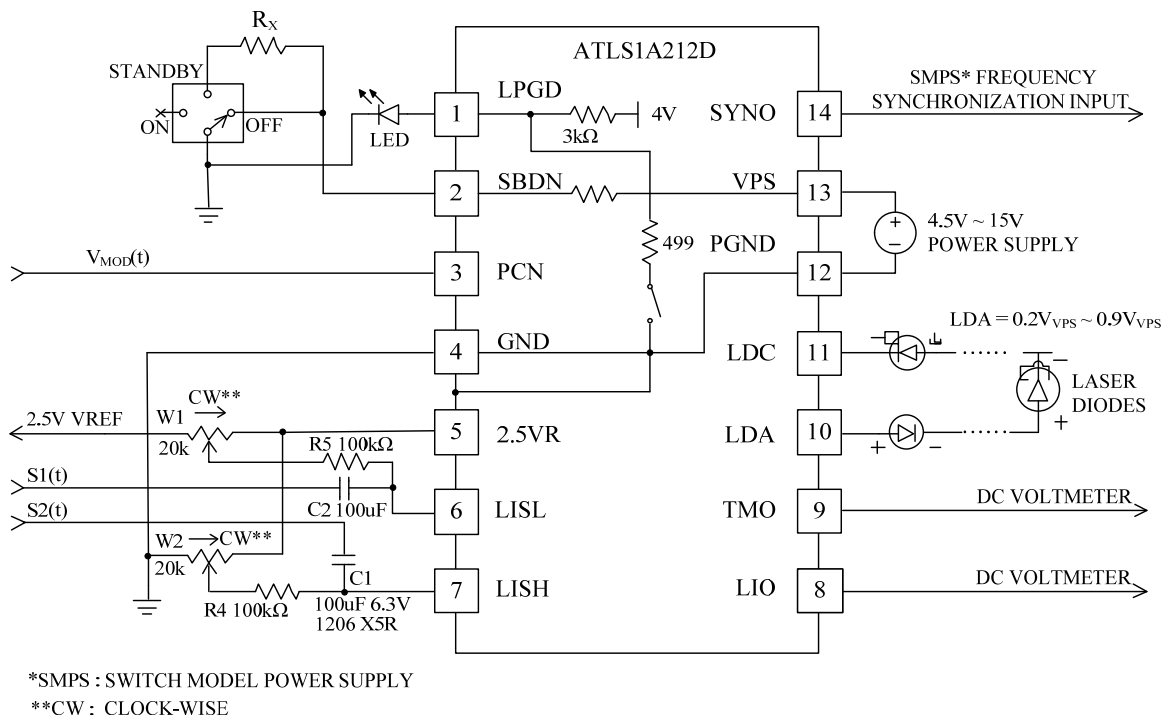 RX
ATLS1A212D
STANDBY
ON
OFF
LED
LPGD
4V
3kΩ
SYNO
SMPS* FREQUENCY
SYNCHRONIZATION INPUT
1
14
SBDN
VPS
2
13
499
PGND
4.5V ~ 15V
POWER SUPPLY
VMOD(t)
PCN
3
12
LDA = 0.2VVPS ~ 0.9VVPS
GND
LDC
4
11
LASER
DIODES
2.5V VREF
W1
CW**
20k
2.5VR
LDA
5
10
R5 100kΩ
S1(t)
C2 100uF
LISL
TMO
6
9
DC VOLTMETER
S2(t)
W2
CW**
20k
C1
LISH
LIO
7
8
DC VOLTMETER
R4 100kΩ
100uF 6.3V
1206 X5R
*SMPS : SWITCH MODEL POWER SUPPLY
**CW : CLOCK-WISE